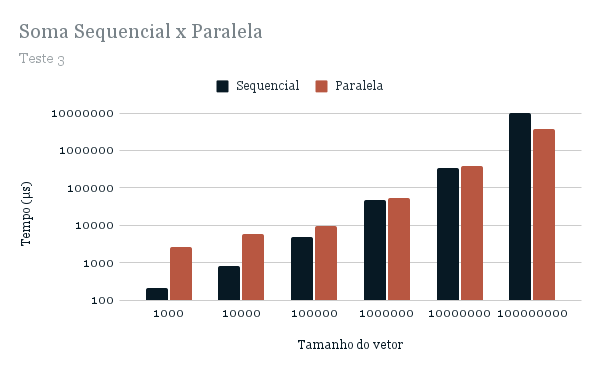 Soma Sequencial x Paralela
Teste 3
Sequencial Paralela
10000000
1000000
100000
10000
1000
100
Tempo (µs)
1000 10000 100000 1000000 10000000 100000000
Tamanho do vetor